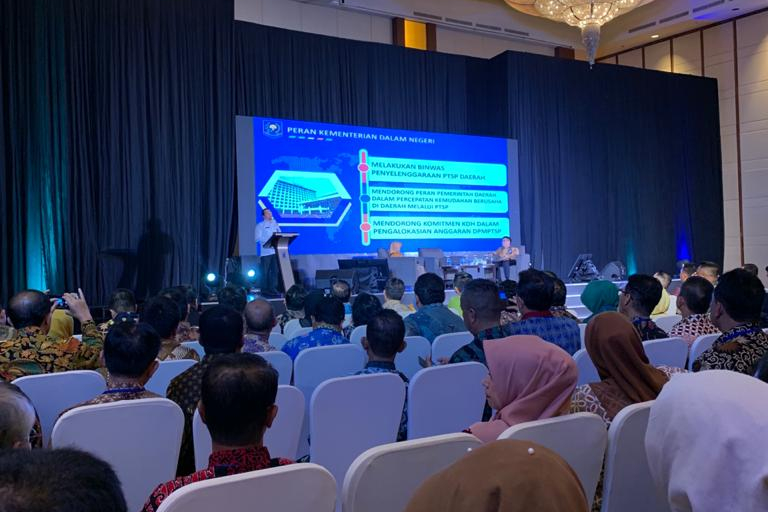 PERAN KEMENTERIAN DALAM NEGERI
MELAKUKAN BINWAS
PENYELENGGARAAN PTSP DAERAH
MENDORONG PERAN PEMERINTAH DAERAH
DALAM PERCEPATAN KEMUDAHAN BERUSAHA
DI DAERAH MELALUI PTSP
MENDORONG KOMITMEN KDH DALAM
PENGALOKASIAN ANGGARAN DPMPTSP